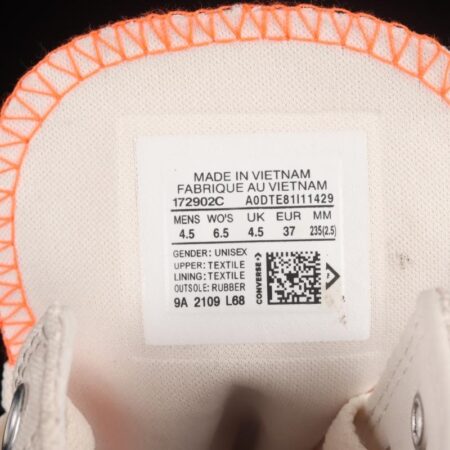 MADE IN VIETNAM
FABRIQUE AU VIETNAM
172902C A0DTE81I11429
MENS WO'S UK EUR MM
4.5 6.5 4.5 37 235(2.5)
GENDER: UNISEX
UPPER: TEXTILE
LINING: TEXTILE
OUTSOLE: RUBBER
9A 2109 L68
CONVERSE